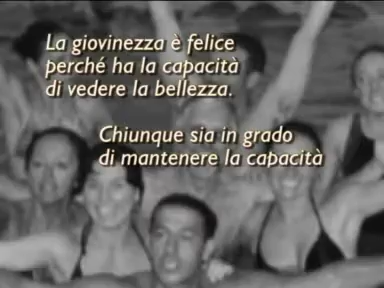 La giovinezza è felice
perché ha la capacità
di vedere la bellezza.
Chiunque sia in grado
di mantenere la capacità